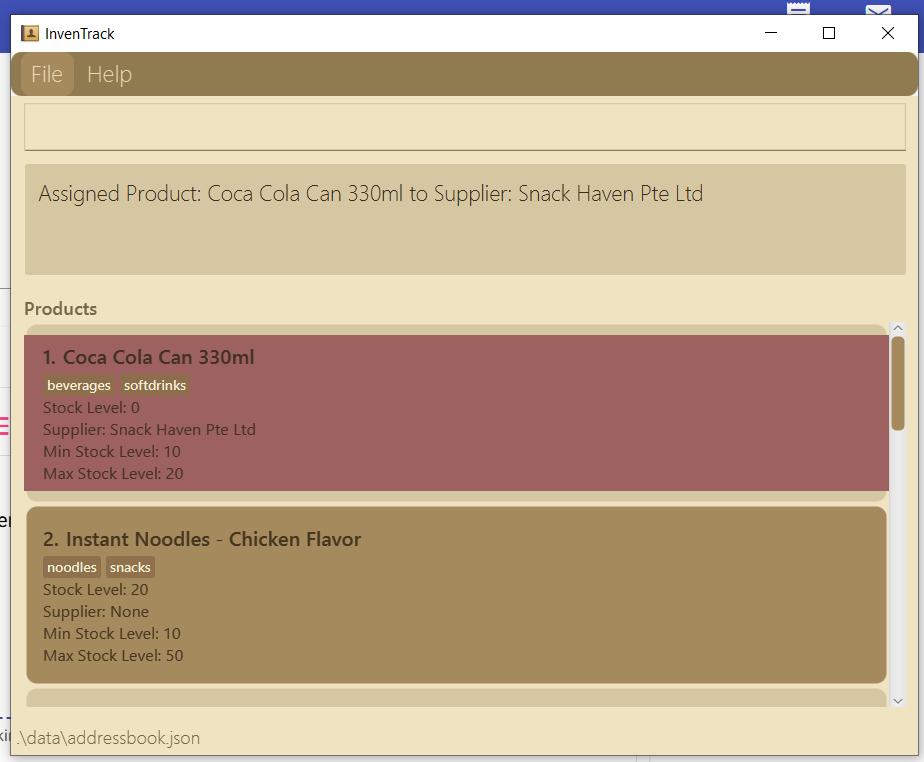 InvenTrack
File Help
Assigned Product: Coca Cola Can 330ml to Supplier: Snack Haven Pte Ltd
Products
1. Coca Cola Can 330ml
beverages softdrinks
Stock Level: 0
Supplier: Snack Haven Pte Ltd
Min Stock Level: 10
Max Stock Level: 20
2. Instant Noodles - Chicken Flavor
noodles snacks
Stock Level: 20
Supplier: None
Min Stock Level: 10
Max Stock Level: 50
.\data\addressbook.json